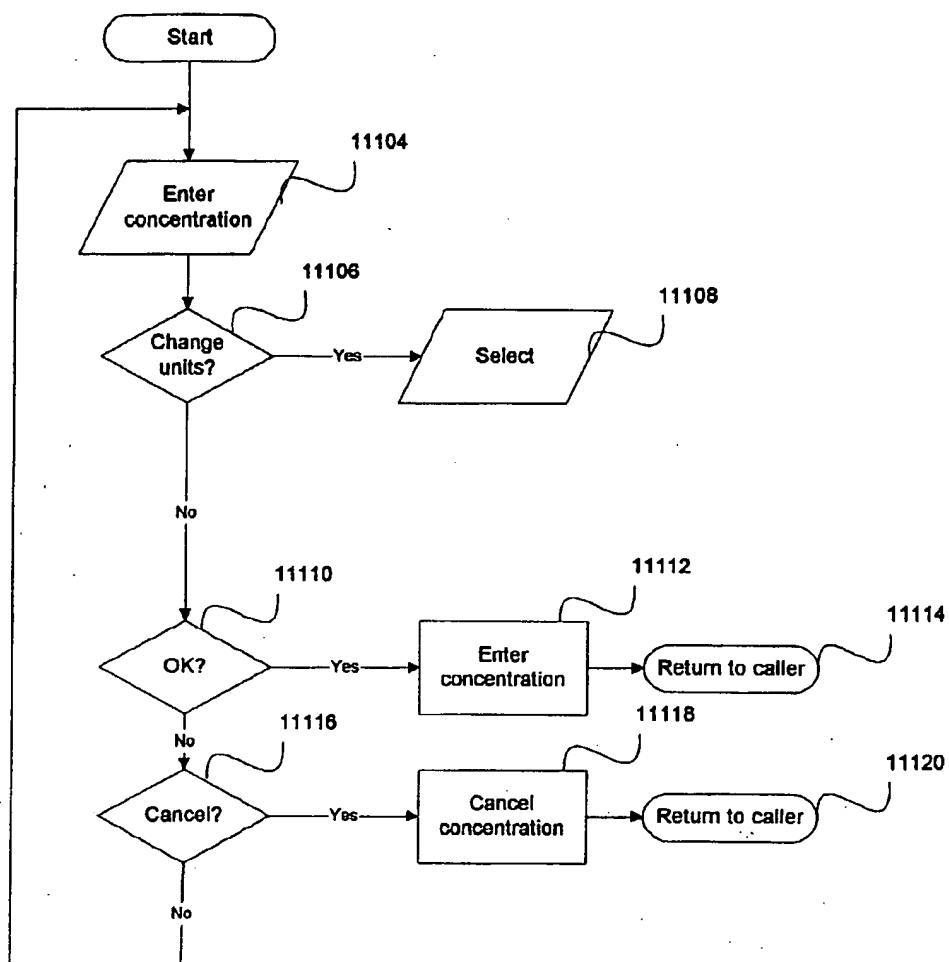 Start
11104
Enter
concentration
11106
Change
units?
Yes
11108
Select
No
11110
OK?
Yes
11112
Enter
concentration
11114
Return to caller
No
11116
Cancel?
Yes
11118
Cancel
concentration
11120
Return to caller
No